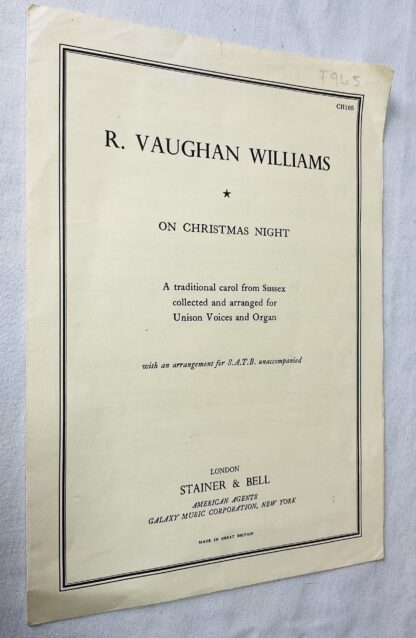 F945.
CH105
R. VAUGHAN WILLIAMS
★
ON CHRISTMAS NIGHT
A traditional carol from Sussex
collected and arranged for
Unison Voices and Organ
with an arrangement for S.A.T.B. unaccompanied
LONDON
STAINER & BELL
AMERICAN AGENTS
GALAXY MUSIC CORPORATION, NEW YORK
MADE IN GREAT BRITAIN